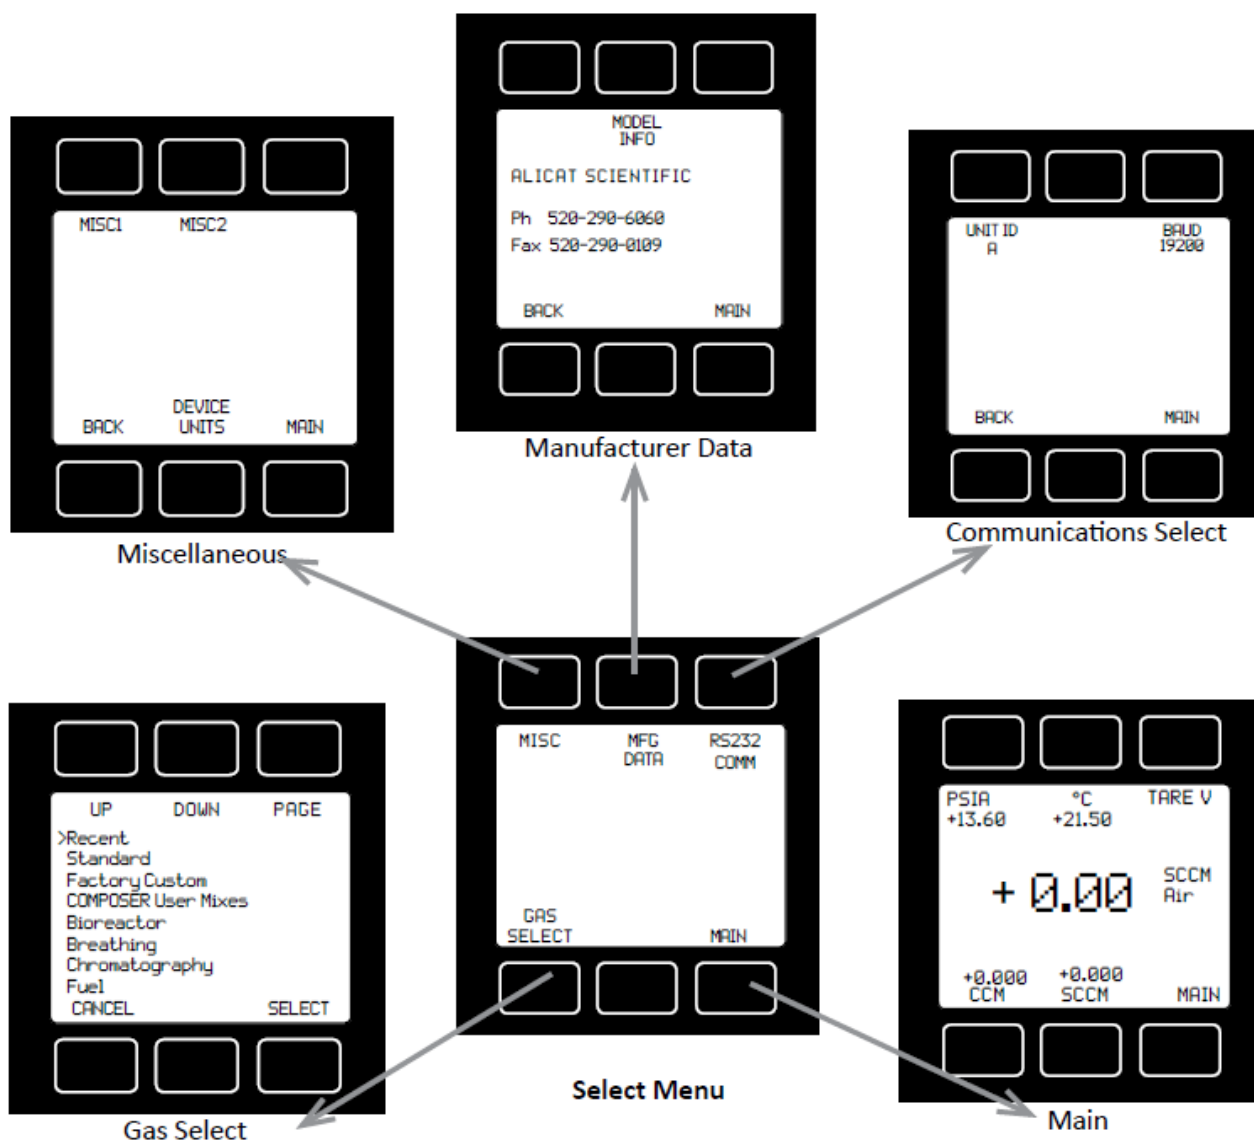 MODEL
INFO
ALICAT SCIENTIFIC
Ph 520-290-6060
Fax 520-290-0109
BACK MAIN
Manufacturer Data
MISC1 MISC2
DEVICE
BACK UNITS MAIN
Miscellaneous
UNIT ID BAUD
A 19200
BACK MAIN
Communications Select
MISC MFG RS232
DATA COMM
GAS
SELECT MAIN
Select Menu
UP DOWN PAGE
>Recent
Standard
Factory Custom
COMPOSER User Mixes
Bioreactor
Breathing
Chromatography
Fuel
CANCEL SELECT
Gas Select
PSIA °C TARE V
+13.60 +21.50
+0.00 SCCM
Air
+0.000 +0.000
CCM SCCM MAIN
Main